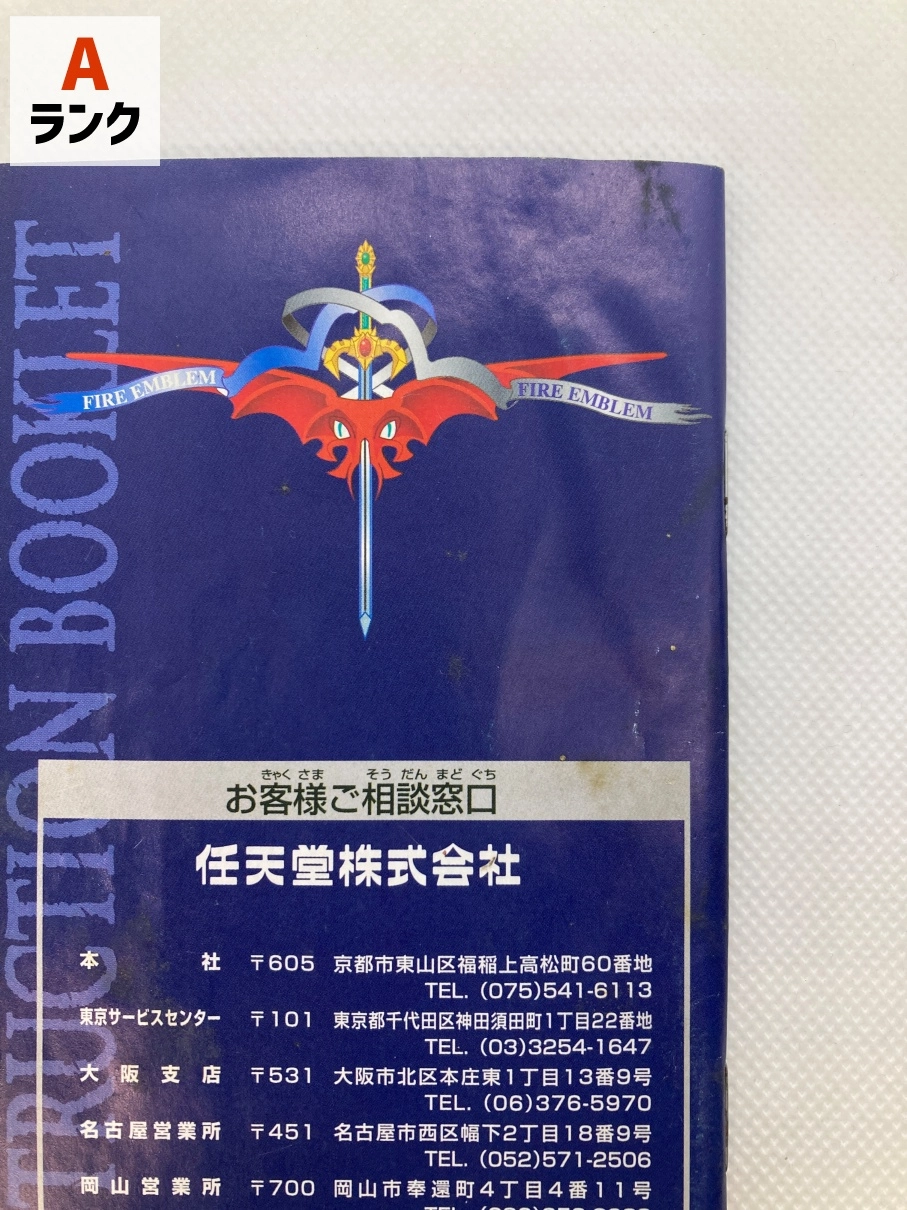 A
ランク
FIRE EMBLEM
FIRE EMBLEM
TRUCTION BOOKLET
きゃくさま そうだんまどぐち
お客様ご相談窓口
任天堂株式会社
本社 〒605 京都市東山区福稲上高松町60番地
TEL. (075)541-6113
東京サービスセンター 〒101 東京都千代田区神田須田町1丁目22番地
TEL. (03)3254-1647
大阪支店 〒531 大阪市北区本庄東1丁目13番9号
TEL. (06)376-5970
名古屋営業所 〒451 名古屋市西区幅下2丁目18番9号
TEL. (052)571-2506
岡山営業所 〒700 岡山市奉還町4丁目4番11号